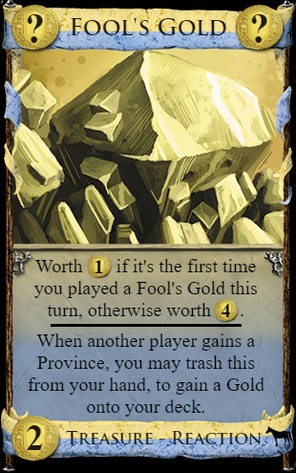 ? FOOL'S GOLD ?
Worth 1 if it's the first time
you played a Fool's Gold this
turn, otherwise worth 4.
When another player gains a
Province, you may trash this
from your hand, to gain a Gold
onto your deck.
2 TREASURE - REACTION